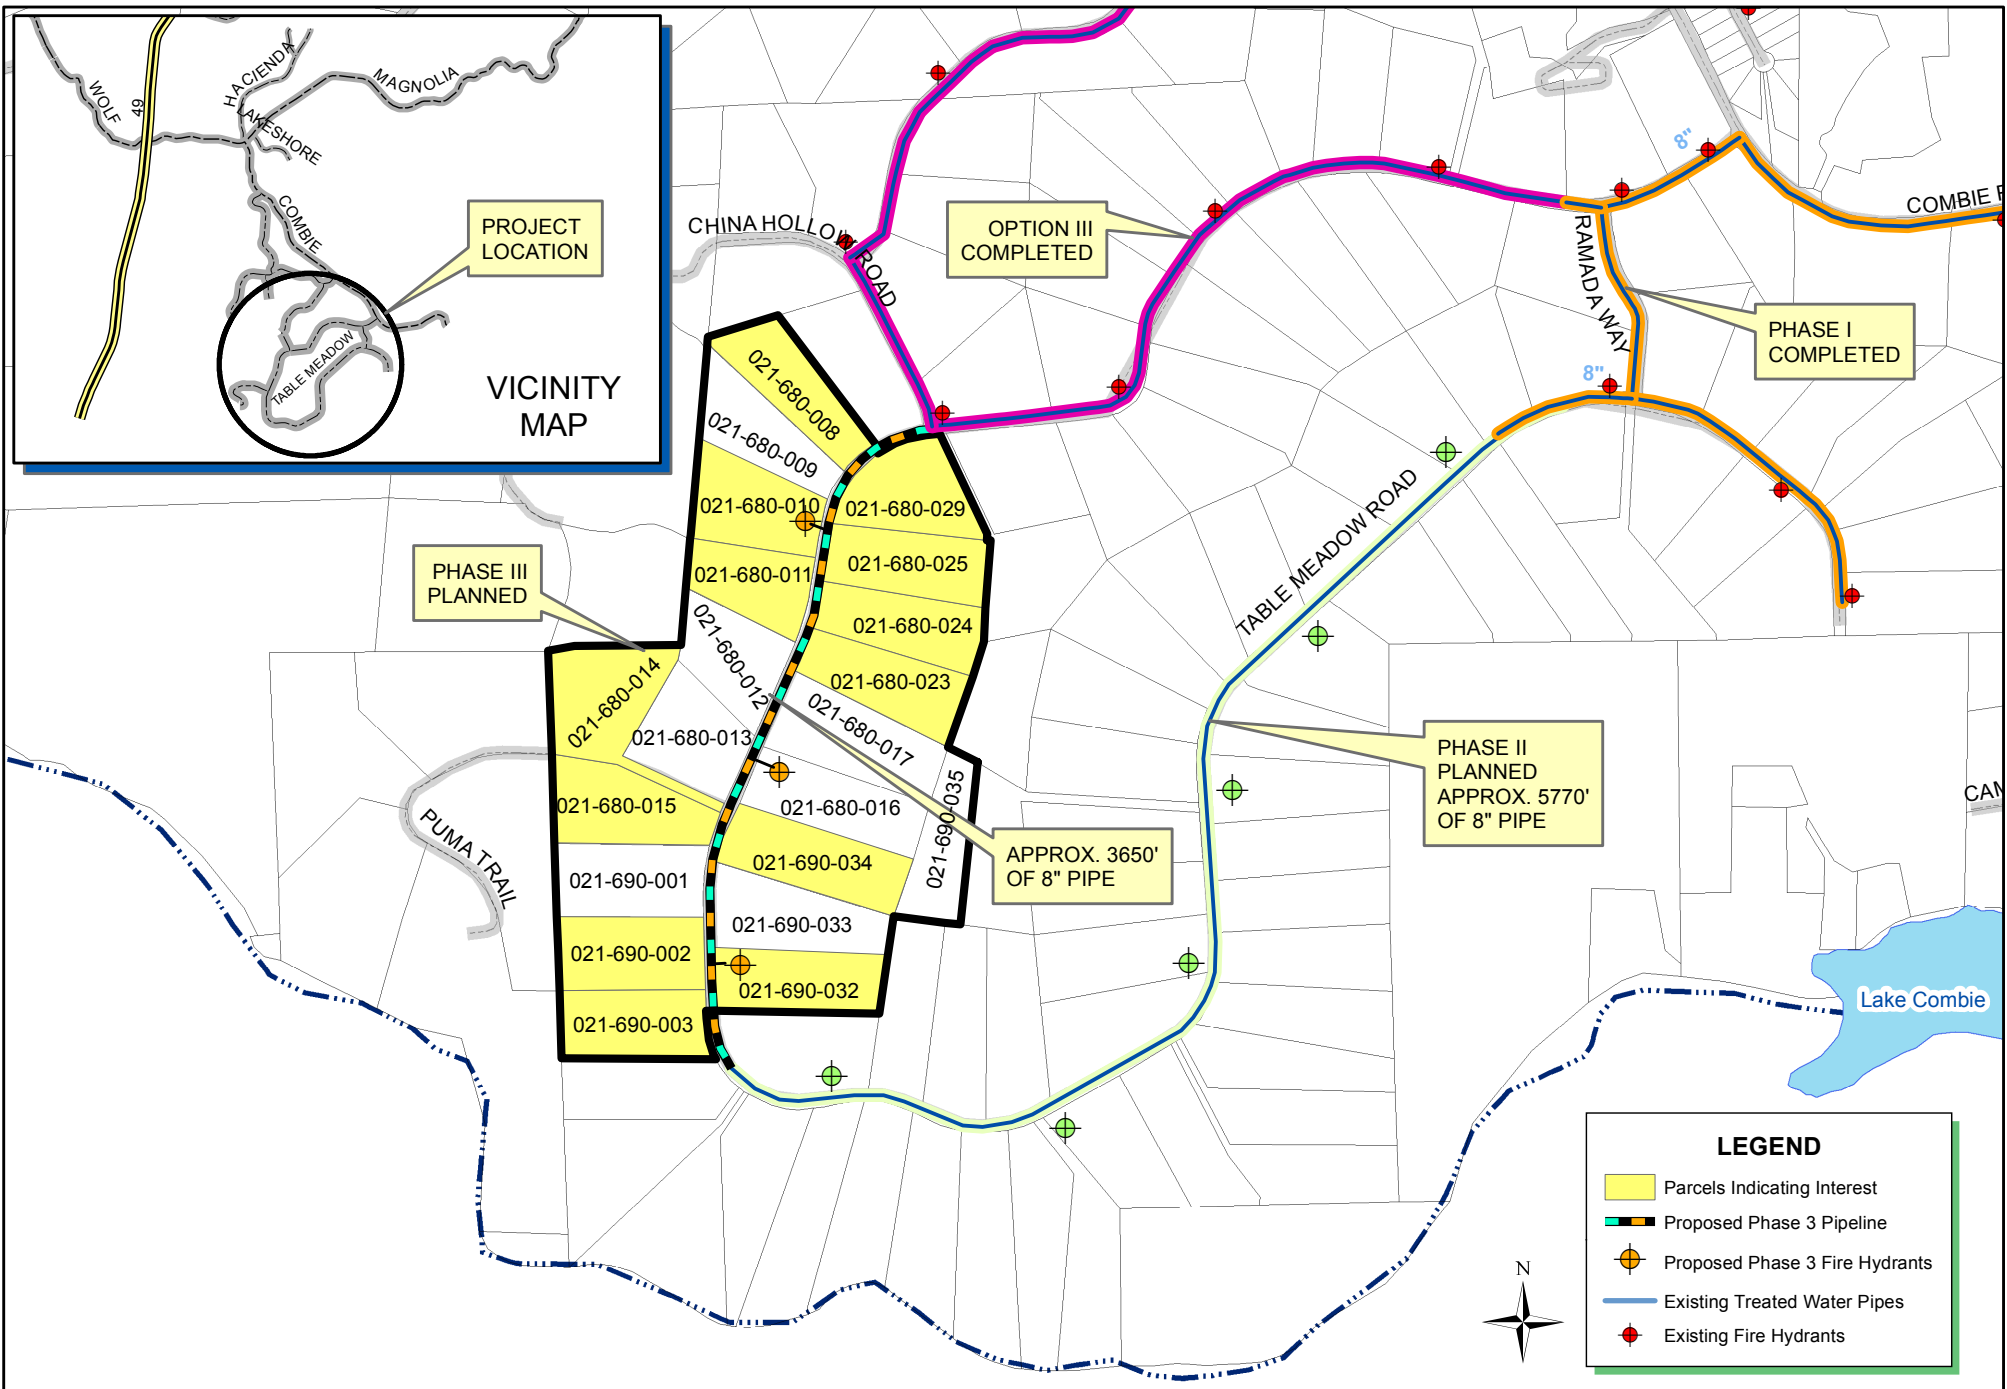 WOLF
49
HACIENDA
LAKESHORE
MAGNOLIA
COMBIE
TABLE MEADOW
PROJECT
LOCATION
VICINITY
MAP
CHINA HOLLOW ROAD
OPTION III
COMPLETED
8"
COMBIE R
RAMADA WAY
PHASE I
COMPLETED
8"
TABLE MEADOW ROAD
021-680-008
021-680-009
021-680-010
021-680-029
021-680-011
021-680-025
PHASE III
PLANNED
021-680-024
021-680-012
021-680-023
021-680-014
021-680-013
021-680-017
021-680-015
021-680-016
021-690-035
PUMA TRAIL
021-690-034
021-690-001
021-690-033
021-690-002
021-690-032
021-690-003
APPROX. 3650'
OF 8" PIPE
PHASE II
PLANNED
APPROX. 5770'
OF 8" PIPE
CAM
Lake Combie
N
LEGEND
Parcels Indicating Interest
Proposed Phase 3 Pipeline
Proposed Phase 3 Fire Hydrants
Existing Treated Water Pipes
Existing Fire Hydrants